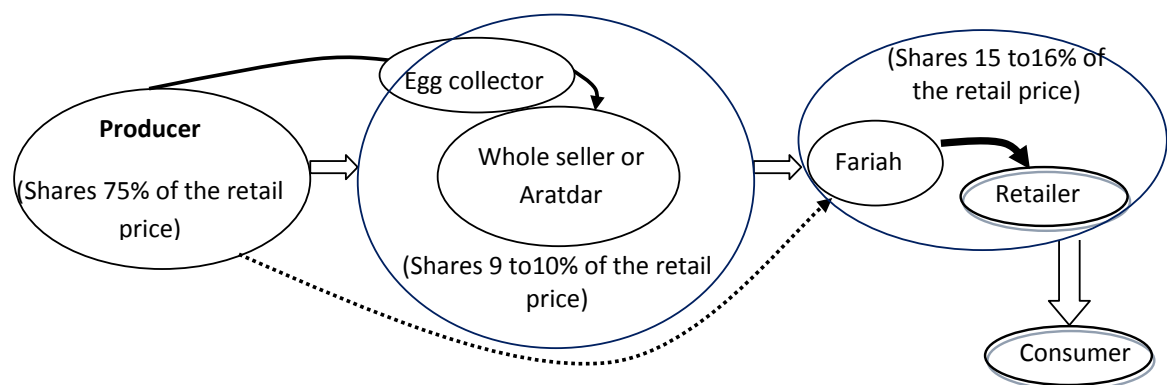 Producer
(Shares 75% of the retail
price)
Egg collector
Whole seller or
Aratdar
(Shares 9 to10% of the retail
price)
(Shares 15 to16% of
the retail price)
Fariah
Retailer
Consumer